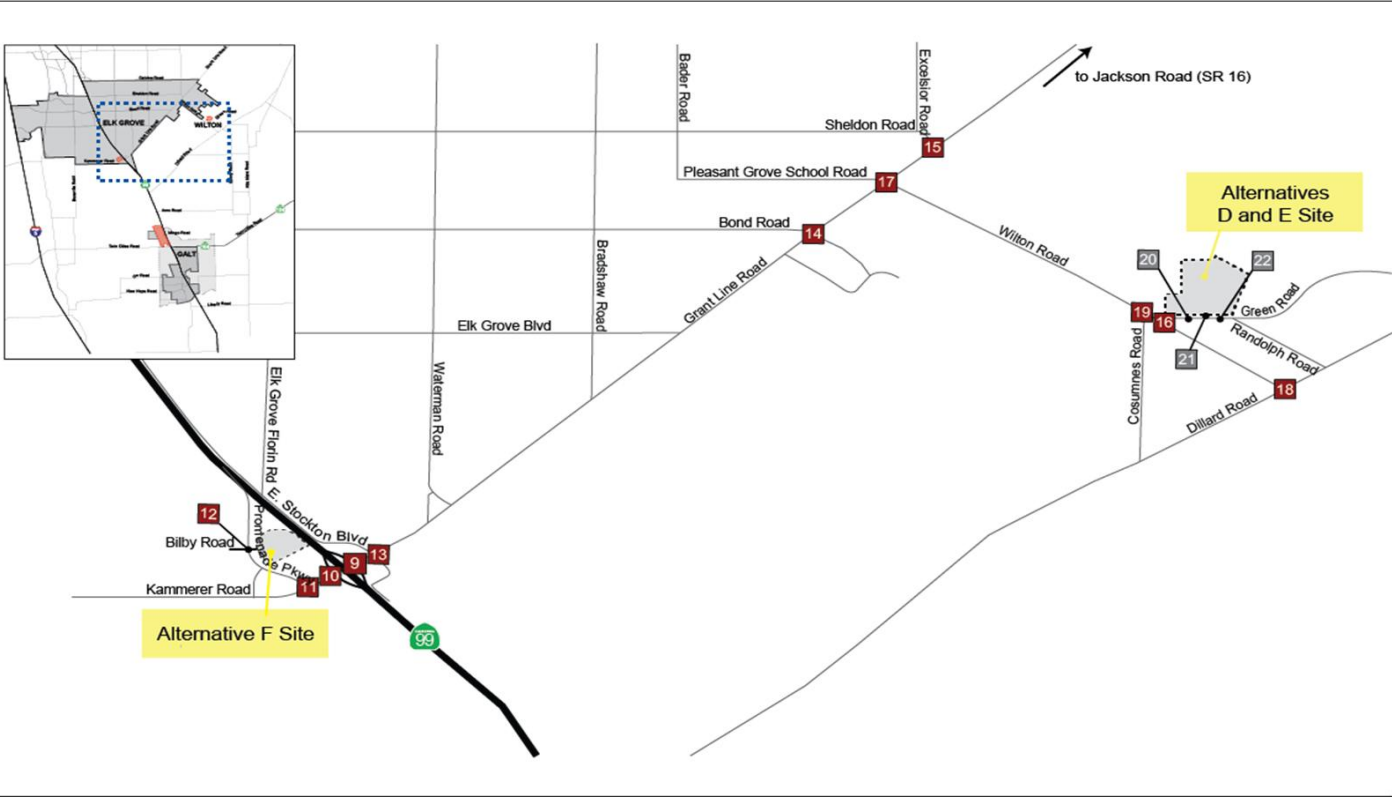 ELK GROVE
WILTON
GALT
Bader Road
Excelsior Road
to Jackson Road (SR 16)
Sheldon Road
15
Pleasant Grove School Road
17
Bond Road
14
Wilton Road
Alternatives
D and E Site
20
22
Bradshaw Road
Grant Line Road
Green Road
19
16
21
Randolph Road
Elk Grove Blvd
Cosumnes Road
18
Dillard Road
Elk Grove Florin Rd
Waterman Road
E. Stockton Blvd
12
Promenade Pkwy
Bilby Road
13
9
10
11
Kammerer Road
Alternative F Site
99